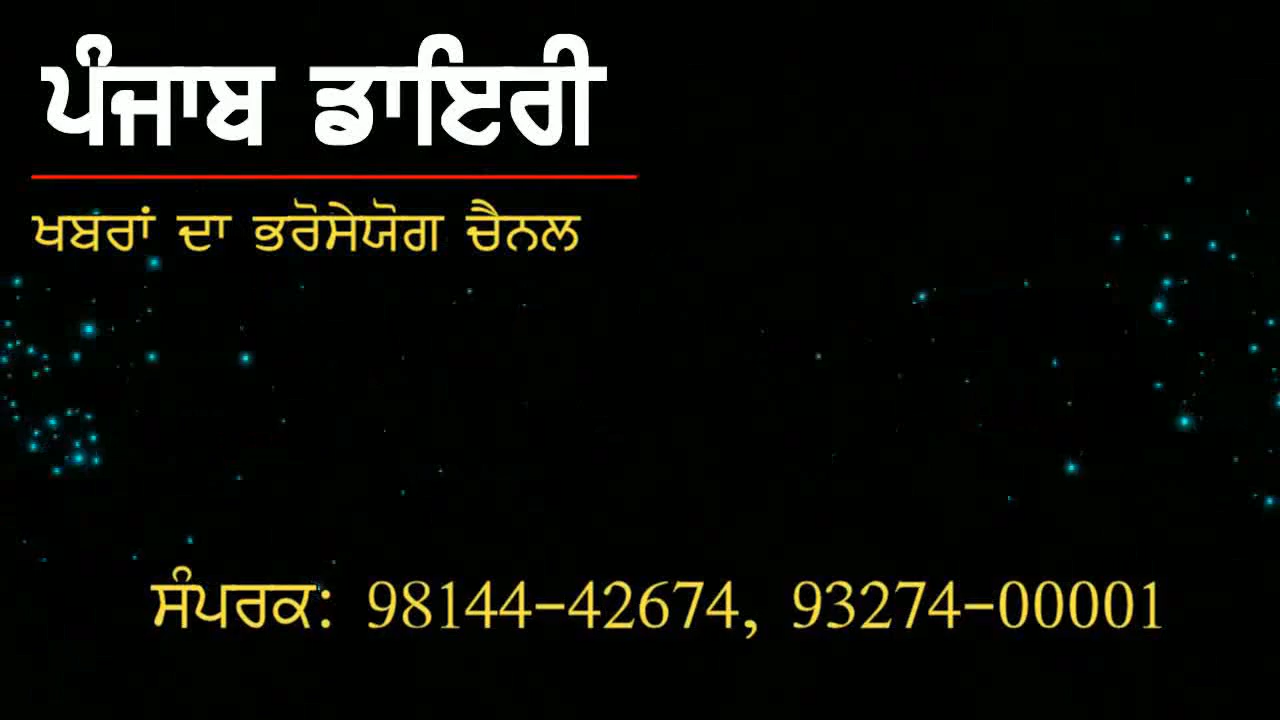 ਪੰਜਾਬ ਡਾਇਰੀ
ਖਬਰਾਂ ਦਾ ਭਰੋਸੇਯੋਗ ਚੈਨਲ
ਸੰਪਰਕ: 98144-42674, 93274-00001